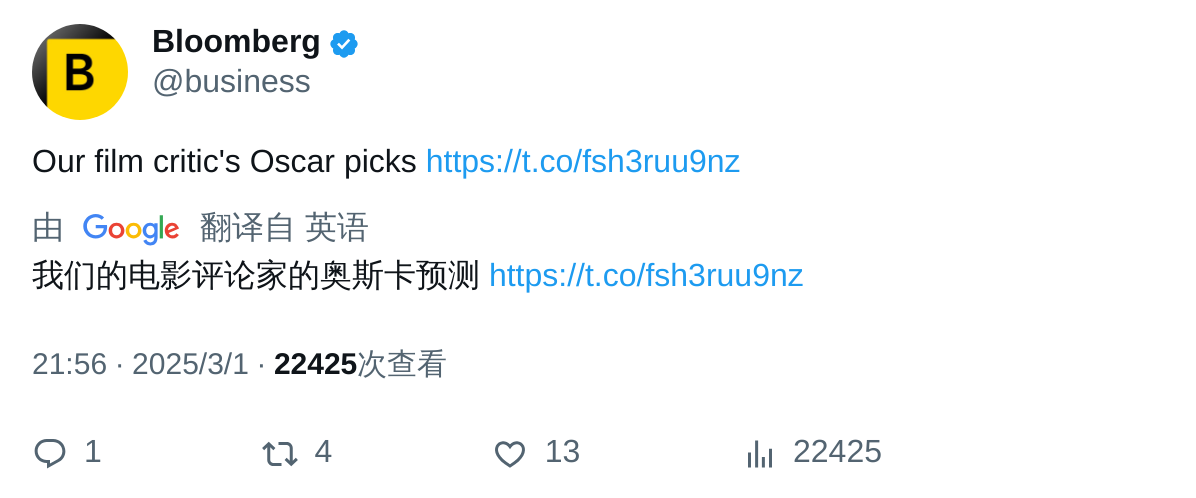 B
Bloomberg
@business
Our film critic's Oscar picks https://t.co/fsh3ruu9nz
由 Google 翻译自 英语
我们的电影评论家的奥斯卡预测 https://t.co/fsh3ruu9nz
21:56 · 2025/3/1 · 22425次查看
1 4 13 22425